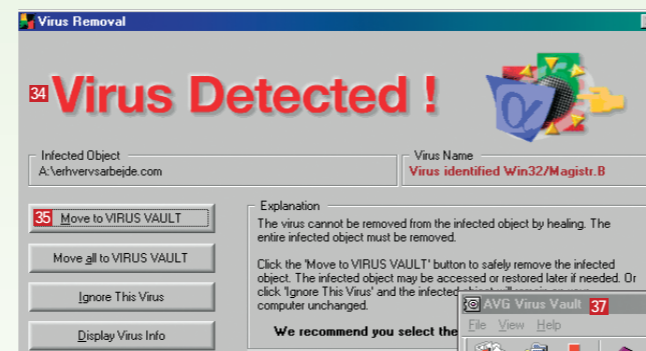 Virus Removal
34 Virus Detected !
Infected Object
A:\erhvervsarbejde.com
Virus Name
Virus identified Win32/Magistr.B
35 Move to VIRUS VAULT
Move all to VIRUS VAULT
Ignore This Virus
Display Virus Info
Explanation
The virus cannot be removed from the infected object by healing. The
entire infected object must be removed.
Click the 'Move to VIRUS VAULT' button to safely remove the infected
object. The infected object may be accessed or restored later if needed. Or
click 'Ignore This Virus' and the infected
computer unchanged.
We recommend you select the
AVG Virus Vault 37
File View Help